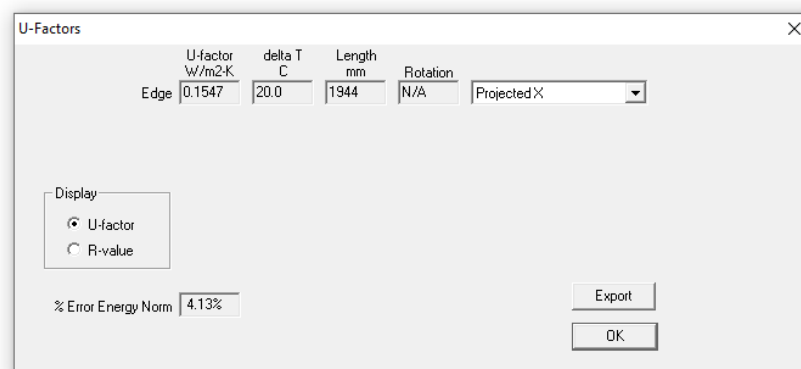 U-Factors
U-factor delta T Length
W/m2-K C mm Rotation
Edge 0.1547 20.0 1944 N/A Projected X
Display
U-factor
R-value
% Error Energy Norm 4.13%
Export
OK